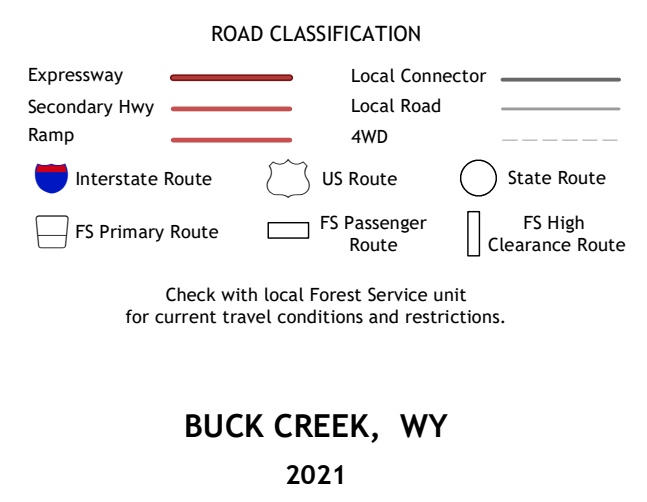 ROAD CLASSIFICATION
Expressway
Local Connector
Secondary Hwy
Local Road
Ramp
4WD
Interstate Route
US Route
State Route
FS Primary Route
FS Passenger
Route
FS High
Clearance Route
Check with local Forest Service unit
for current travel conditions and restrictions.
BUCK CREEK, WY
2021